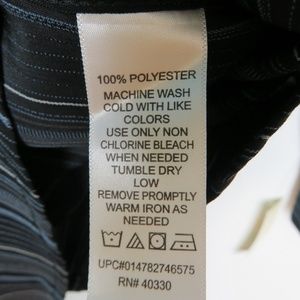 100% POLYESTER
MACHINE WASH
COLD WITH LIKE
COLORS
USE ONLY NON
CHLORINE BLEACH
WHEN NEEDED
TUMBLE DRY
LOW
REMOVE PROMPTLY
WARM IRON AS
NEEDED
UPC#014782746575
RN# 40330